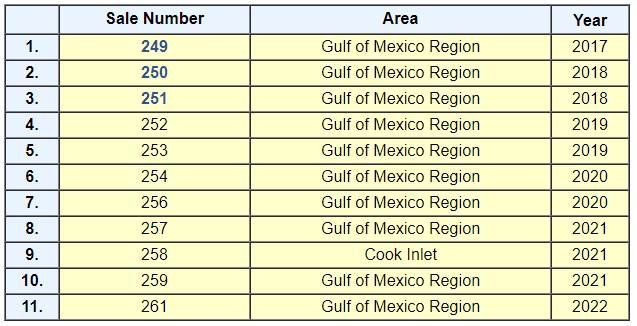 Sale Number Area Year
1. 249 Gulf of Mexico Region 2017
2. 250 Gulf of Mexico Region 2018
3. 251 Gulf of Mexico Region 2018
4. 252 Gulf of Mexico Region 2019
5. 253 Gulf of Mexico Region 2019
6. 254 Gulf of Mexico Region 2020
7. 256 Gulf of Mexico Region 2020
8. 257 Gulf of Mexico Region 2021
9. 258 Cook Inlet 2021
10. 259 Gulf of Mexico Region 2021
11. 261 Gulf of Mexico Region 2022